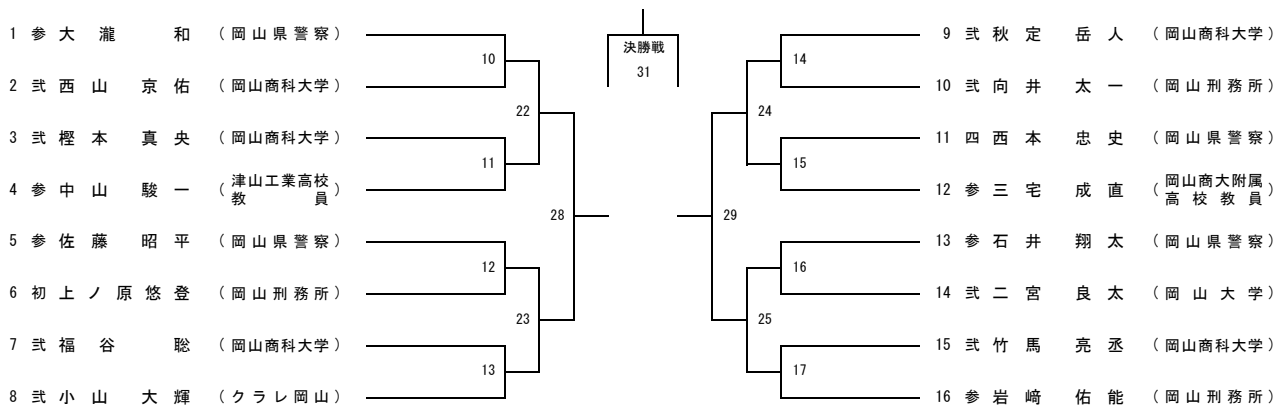 1 参 大瀧 和 (岡山県警察)
2 弐 西山 京佑 (岡山商科大学)
3 弐 樫本 真央 (岡山商科大学)
4 参 中山 駿一 (津山工業高校教員)
5 参 佐藤 昭平 (岡山県警察)
6 初 上ノ原悠登 (岡山刑務所)
7 弐 福谷 聡 (岡山商科大学)
8 弐 小山 大輝 (クラレ岡山)
10
11
12
13
22
23
28
決勝戦
31
29
24
25
14
15
16
17
9 弐 秋定 岳人 (岡山商科大学)
10 弐 向井 太一 (岡山刑務所)
11 四 西本 忠史 (岡山県警察)
12 参 三宅 成直 (岡山商大附属高校教員)
13 参 石井 翔太 (岡山県警察)
14 弐 二宮 良太 (岡山大学)
15 弐 竹馬 亮丞 (岡山商科大学)
16 参 岩﨑 佑能 (岡山刑務所)